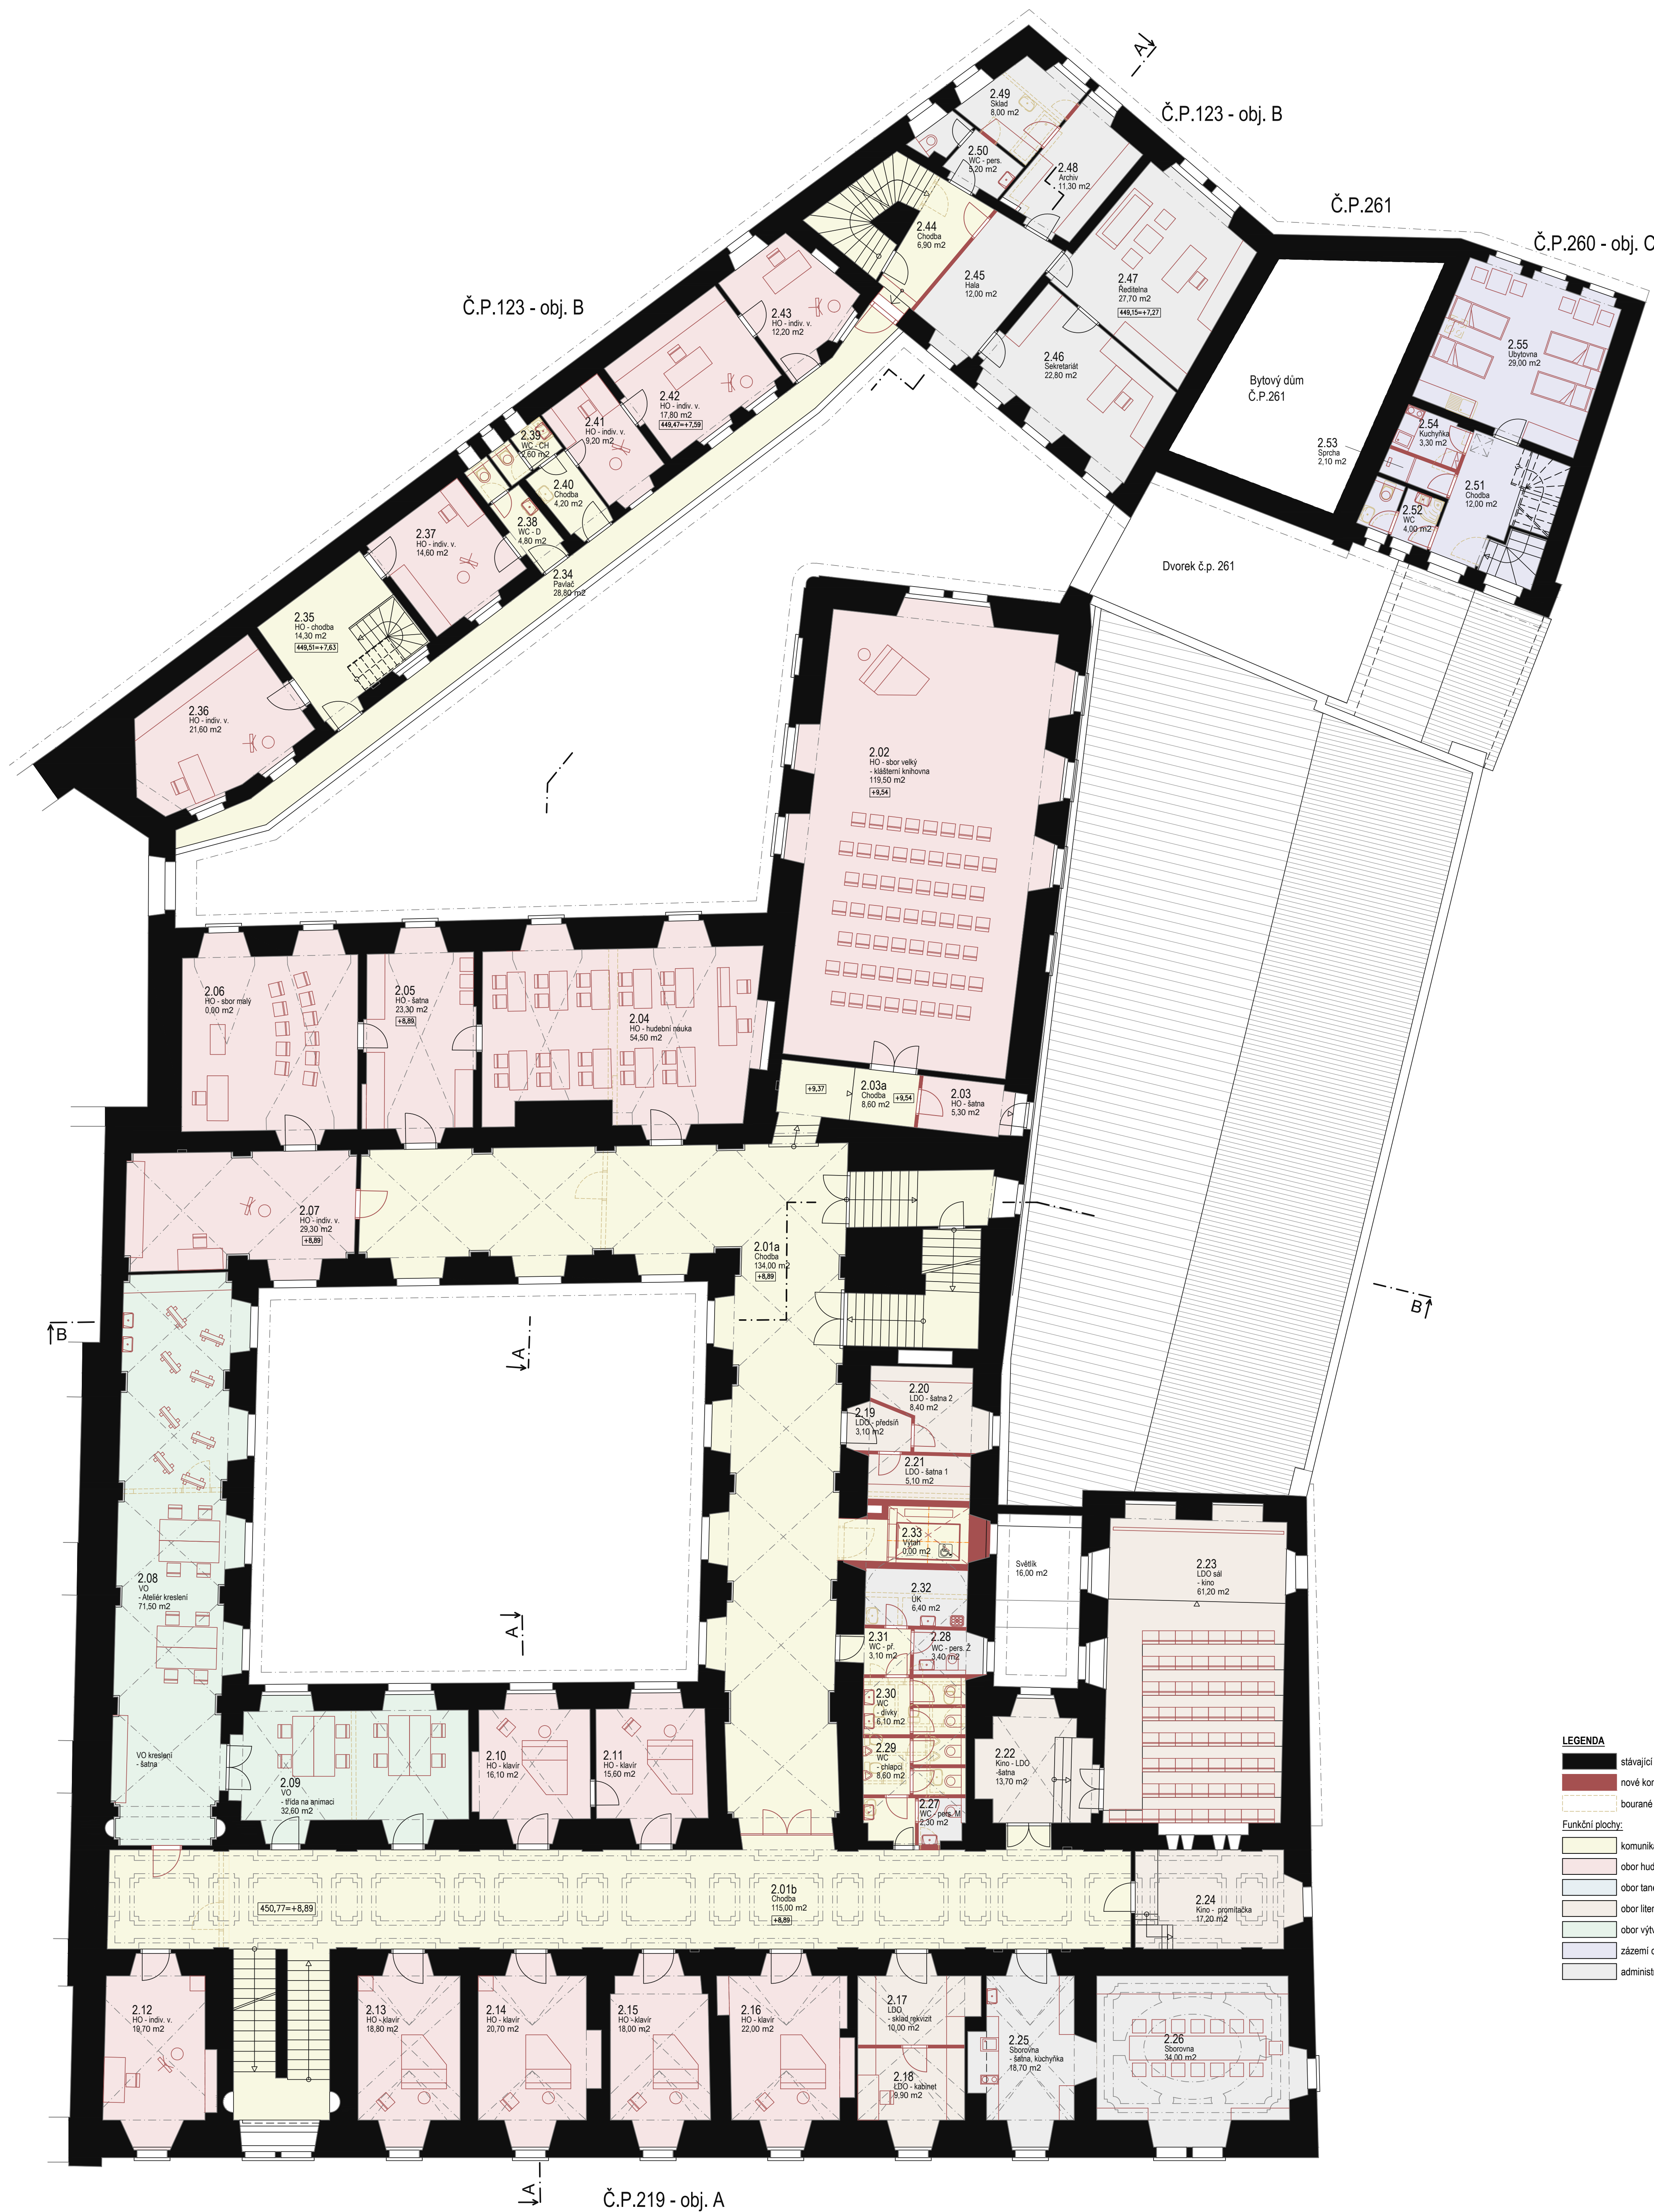 A
Č.P.123 - obj. B
Č.P.261
Č.P.260 - obj. C
Č.P.123 - obj. B
2.49
Sklad
8,00 m2
2.50
WC - pers.
5,20 m2
2.48
Archiv
11,30 m2
2.44
Chodba
6,90 m2
2.45
Hala
12,00 m2
2.47
Ředitelna
27,70 m2
449,15=+7,27
2.46
Sekretariát
22,80 m2
2.43
HO - indiv. v.
12,20 m2
2.42
HO - indiv. v.
17,80 m2
449,47=+7,59
2.41
HO - indiv. v.
9,20 m2
2.39
WC - CH
2,60 m2
2.40
Chodba
4,20 m2
2.38
WC - D
4,80 m2
2.37
HO - indiv. v.
14,60 m2
2.34
Pavlač
28,80 m2
2.35
HO - chodba
14,30 m2
449,51=+7,63
2.36
HO - indiv. v.
21,60 m2
Bytový dům
Č.P.261
2.55
Ubytovna
29,00 m2
2.54
Kuchyňka
3,30 m2
2.53
Sprcha
2,10 m2
2.51
Chodba
12,00 m2
2.52
WC
4,00 m2
Dvorek č.p. 261
2.02
HO - sbor velký
- klášterní knihovna
119,50 m2
+9,54
2.06
HO - sbor malý
0,00 m2
2.05
HO - šatna
23,30 m2
+8,89
2.04
HO - hudební nauka
54,50 m2
+9,37
2.03a
Chodba
8,60 m2
+9,54
2.03
HO - šatna
5,30 m2
2.07
HO - indiv. v.
29,30 m2
+8,89
2.01a
Chodba
134,00 m2
+8,89
B
B
A
A
2.20
LDO - šatna 2
8,40 m2
2.19
LDO - předsíň
3,10 m2
2.21
LDO - šatna 1
5,10 m2
2.33
Výtah
0,00 m2
Světlík
16,00 m2
2.23
LDO sál
- kino
61,20 m2
2.08
VO
- Ateliér kreslení
71,50 m2
2.32
ÚK
6,40 m2
2.31
WC - př.
3,10 m2
2.28
WC - pers. Ž
3,40 m2
2.30
WC
- dívky
6,10 m2
2.29
WC
- chlapci
8,60 m2
2.27
WC - pers. M
2,30 m2
2.22
Kino - LDO
-šatna
13,70 m2
VO kreslení
- šatna
2.09
VO
- třída na animaci
32,60 m2
2.10
HO - klavír
16,10 m2
2.11
HO - klavír
15,60 m2
450,77=+8,89
2.01b
Chodba
115,00 m2
+8,89
2.24
Kino - promítačka
17,20 m2
2.12
HO - indiv. v.
19,70 m2
2.13
HO - klavír
18,80 m2
2.14
HO - klavír
20,70 m2
2.15
HO - klavír
18,00 m2
2.16
HO - klavír
22,00 m2
2.17
LDO
- sklad rekvizit
10,00 m2
2.18
LDO - kabinet
9,90 m2
2.25
Sborovna
- šatna, kuchyňka
18,70 m2
2.26
Sborovna
34,00 m2
A
Č.P.219 - obj. A
LEGENDA
stávající
nové kon
bourané
Funkční plochy:
komunika
obor hud
obor tane
obor liter
obor výtv
zázemí
administ